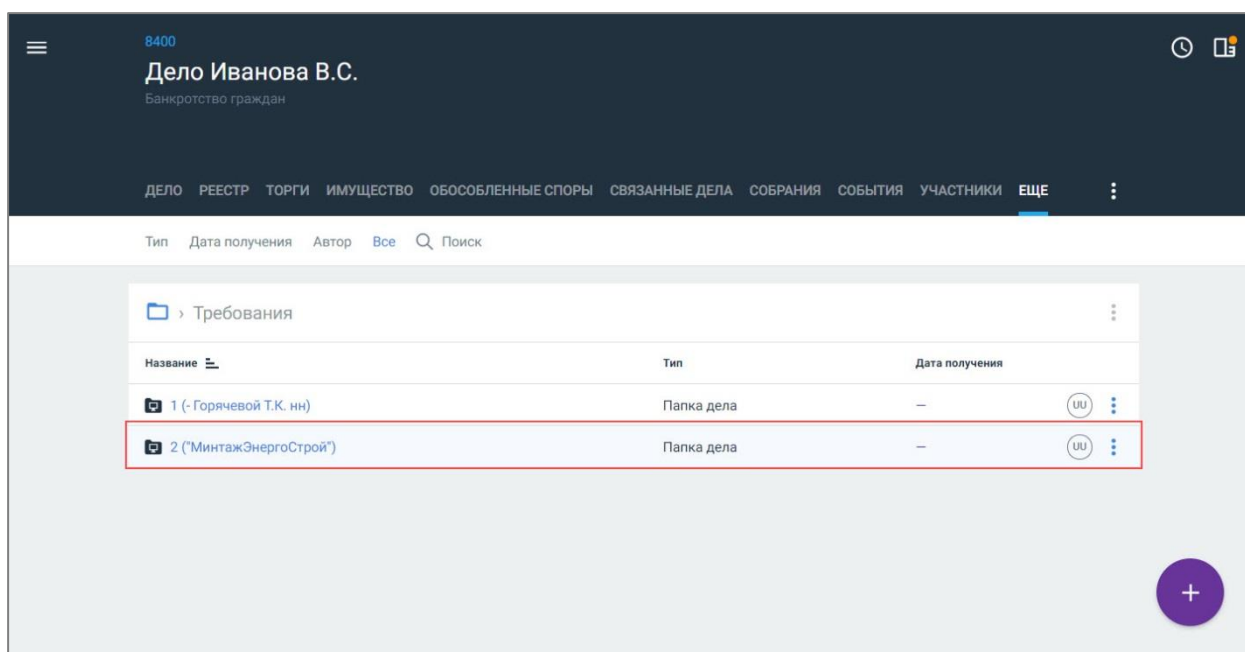 8400
Дело Иванова В.С.
Банкротство граждан
ДЕЛО РЕЕСТР ТОРГИ ИМУЩЕСТВО ОБОСОБЛЕННЫЕ СПОРЫ СВЯЗАННЫЕ ДЕЛА СОБРАНИЯ СОБЫТИЯ УЧАСТНИКИ ЕЩЕ
Тип Дата получения Автор Все Поиск
› Требования
Название Тип Дата получения
1 (- Горячевой Т.К. нн) Папка дела — UU
2 ("МинтажЭнергоСтрой") Папка дела — UU